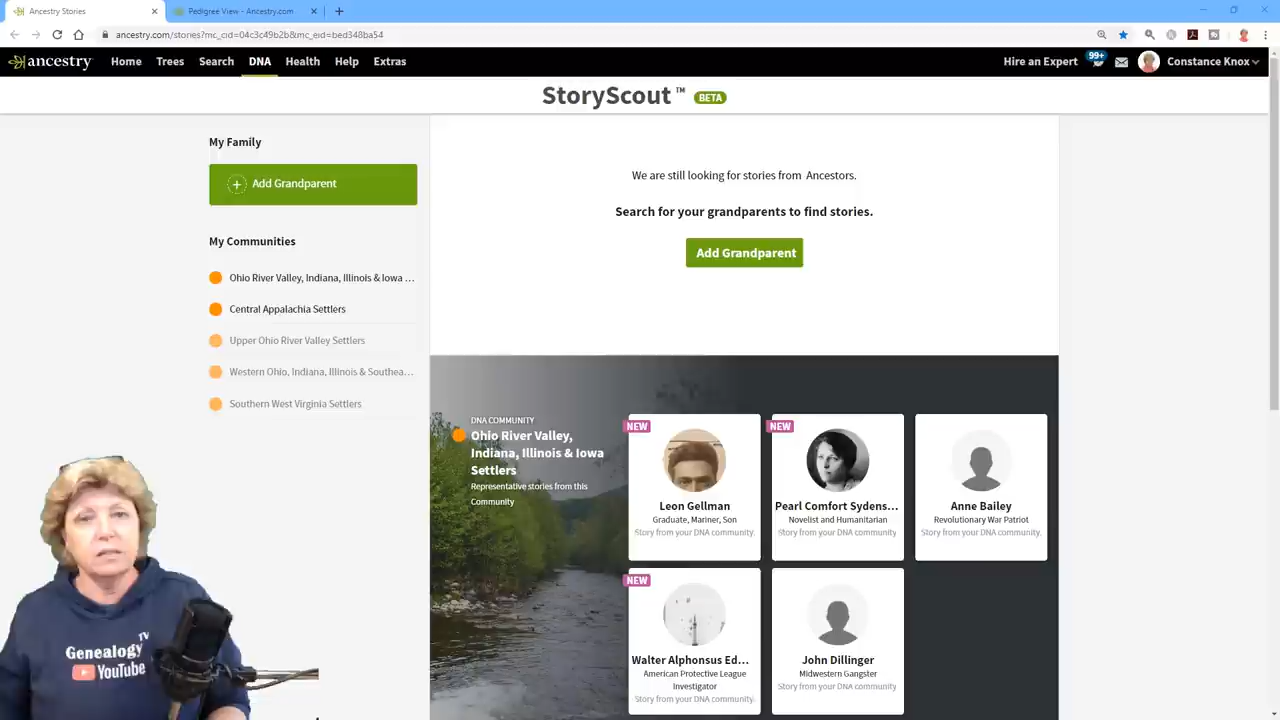 Ancestry Stories
Pedigree View - Ancestry.com
ancestry.com/stories?mc_cid=04c3c49b2b&mc_eid=bed348ba54
ancestry Home Trees Search DNA Health Help Extras Hire an Expert 99+ Constance Knox
StoryScout™ BETA
My Family
Add Grandparent
My Communities
Ohio River Valley, Indiana, Illinois & Iowa ...
Central Appalachia Settlers
Upper Ohio River Valley Settlers
Western Ohio, Indiana, Illinois & Southea...
Southern West Virginia Settlers
We are still looking for stories from Ancestors.
Search for your grandparents to find stories.
Add Grandparent
DNA COMMUNITY
Ohio River Valley,
Indiana, Illinois & Iowa
Settlers
Representative stories from this
Community
NEW
Leon Gellman
Graduate, Mariner, Son
Story from your DNA community.
NEW
Pearl Comfort Sydens...
Novelist and Humanitarian
Story from your DNA community
Anne Bailey
Revolutionary War Patriot
Story from your DNA community.
NEW
Walter Alphonsus Ed...
American Protective League
Investigator
Story from your DNA community.
John Dillinger
Midwestern Gangster
Story from your DNA community
Genealogy TV
YouTube